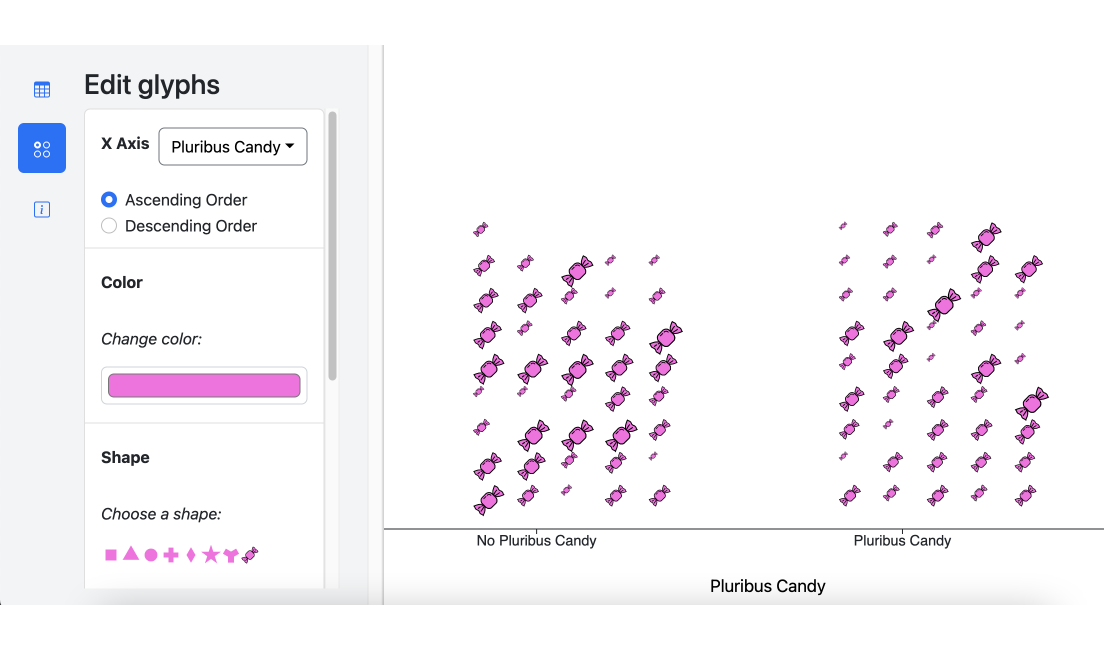 Edit glyphs
X Axis
Pluribus Candy
Ascending Order
Descending Order
Color
Change color:
Shape
Choose a shape:
No Pluribus Candy
Pluribus Candy
Pluribus Candy